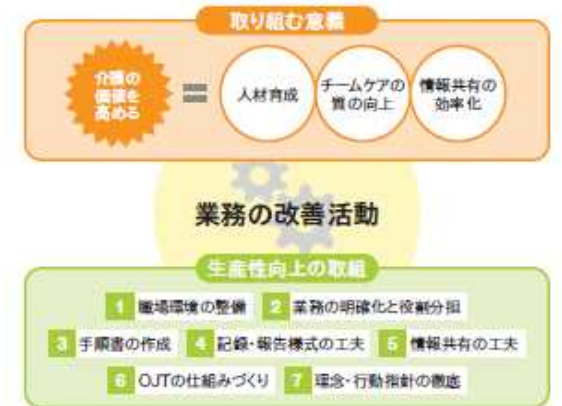 取り組む意義
介護の
価値を
高める
=
人材育成
チームケアの
質の向上
情報共有の
効率化
業務の改善活動
生産性向上の取組
1 職場環境の整備 2 業務の明確化と役割分担
3 手順書の作成 4 記録・報告様式の工夫 5 情報共有の工夫
6 OJTの仕組みづくり 7 理念・行動指針の徹底